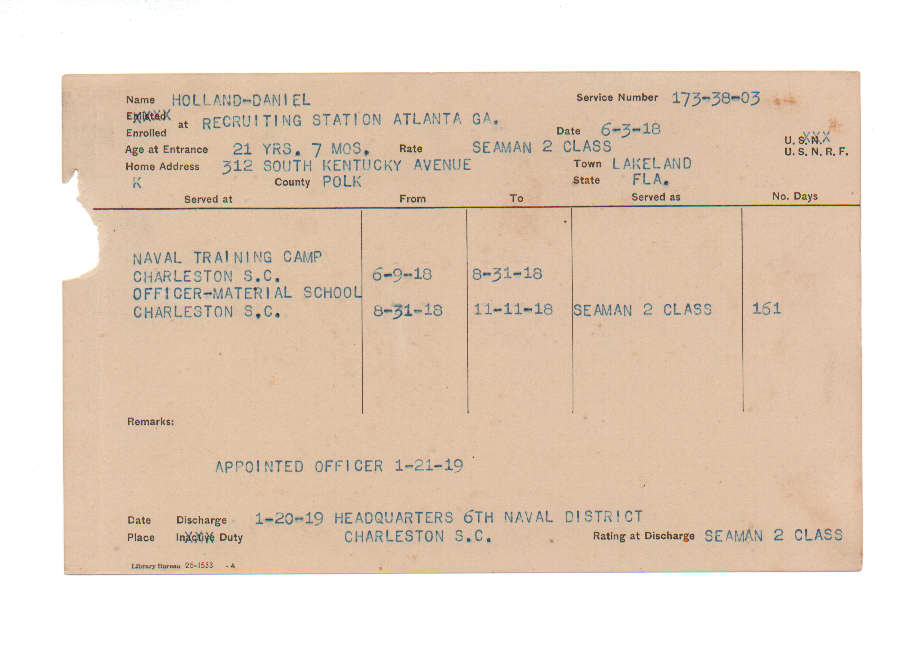 Name HOLLAND-DANIEL Service Number 173-38-03
Enlisted
Enrolled at RECRUITING STATION ATLANTA GA. Date 6-3-18 U. S. N.
Age at Entrance 21 YRS. 7 MOS. Rate SEAMAN 2 CLASS U. S. N. R. F.
Home Address 312 SOUTH KENTUCKY AVENUE Town LAKELAND
K County POLK State FLA.
Served at From To Served as No. Days
NAVAL TRAINING CAMP
CHARLESTON S.C. 6-9-18 8-31-18
OFFICER-MATERIAL SCHOOL
CHARLESTON S.C. 8-31-18 11-11-18 SEAMAN 2 CLASS 161
Remarks:
APPOINTED OFFICER 1-21-19
Date Discharge 1-20-19 HEADQUARTERS 6TH NAVAL DISTRICT
Place Inactive Duty CHARLESTON S.C. Rating at Discharge SEAMAN 2 CLASS
Library Bureau 26-1533 -A